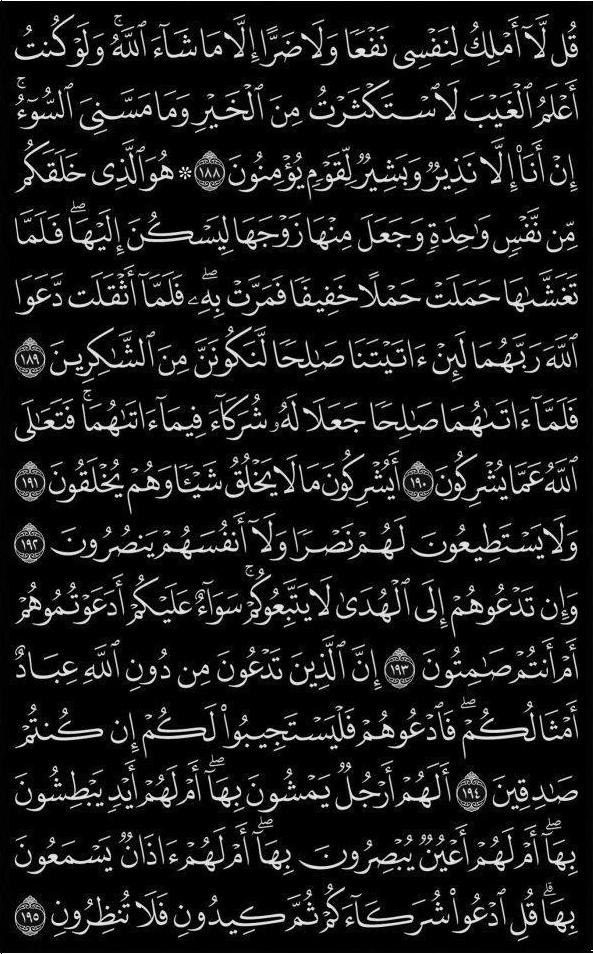 قُل لَّآ أَمْلِكُ لِنَفْسِي نَفْعًا وَلَا ضَرًّا إِلَّا مَا شَآءَ ٱللَّهُۚ وَلَوْ كُنتُ
أَعْلَمُ ٱلْغَيْبَ لَٱسْتَكْثَرْتُ مِنَ ٱلْخَيْرِ وَمَا مَسَّنِيَ ٱلسُّوٓءُۚ
إِنْ أَنَا۠ إِلَّا نَذِيرٌ وَبَشِيرٌ لِّقَوْمٍ يُؤْمِنُونَ ١٨٨ ۞ هُوَ ٱلَّذِي خَلَقَكُم
مِّن نَّفْسٍ وَٰحِدَةٍ وَجَعَلَ مِنْهَا زَوْجَهَا لِيَسْكُنَ إِلَيْهَاۖ فَلَمَّا
تَغَشَّىٰهَا حَمَلَتْ حَمْلًا خَفِيفًا فَمَرَّتْ بِهِۦۖ فَلَمَّآ أَثْقَلَت دَّعَوَا
ٱللَّهَ رَبَّهُمَا لَئِنْ ءَاتَيْتَنَا صَٰلِحًا لَّنَكُونَنَّ مِنَ ٱلشَّٰكِرِينَ ١٨٩
فَلَمَّآ ءَاتَىٰهُمَا صَٰلِحًا جَعَلَا لَهُۥ شُرَكَآءَ فِيمَآ ءَاتَىٰهُمَاۚ فَتَعَٰلَى
ٱللَّهُ عَمَّا يُشْرِكُونَ ١٩٠ أَيُشْرِكُونَ مَا لَا يَخْلُقُ شَيْـًٔا وَهُمْ يُخْلَقُونَ ١٩١
وَلَا يَسْتَطِيعُونَ لَهُمْ نَصْرًا وَلَآ أَنفُسَهُمْ يَنصُرُونَ ١٩٢
وَإِن تَدْعُوهُمْ إِلَى ٱلْهُدَىٰ لَا يَتَّبِعُوكُمْۚ سَوَآءٌ عَلَيْكُمْ أَدَعَوْتُمُوهُمْ
أَمْ أَنتُمْ صَٰمِتُونَ ١٩٣ إِنَّ ٱلَّذِينَ تَدْعُونَ مِن دُونِ ٱللَّهِ عِبَادٌ
أَمْثَالُكُمْۖ فَٱدْعُوهُمْ فَلْيَسْتَجِيبُوا۟ لَكُمْ إِن كُنتُمْ
صَٰدِقِينَ ١٩٤ أَلَهُمْ أَرْجُلٌ يَمْشُونَ بِهَآۖ أَمْ لَهُمْ أَيْدٍ يَبْطِشُونَ
بِهَآۖ أَمْ لَهُمْ أَعْيُنٌ يُبْصِرُونَ بِهَآۖ أَمْ لَهُمْ ءَاذَانٌ يَسْمَعُونَ
بِهَاۗ قُلِ ٱدْعُوا۟ شُرَكَآءَكُمْ ثُمَّ كِيدُونِ فَلَا تُنظِرُونِ ١٩٥